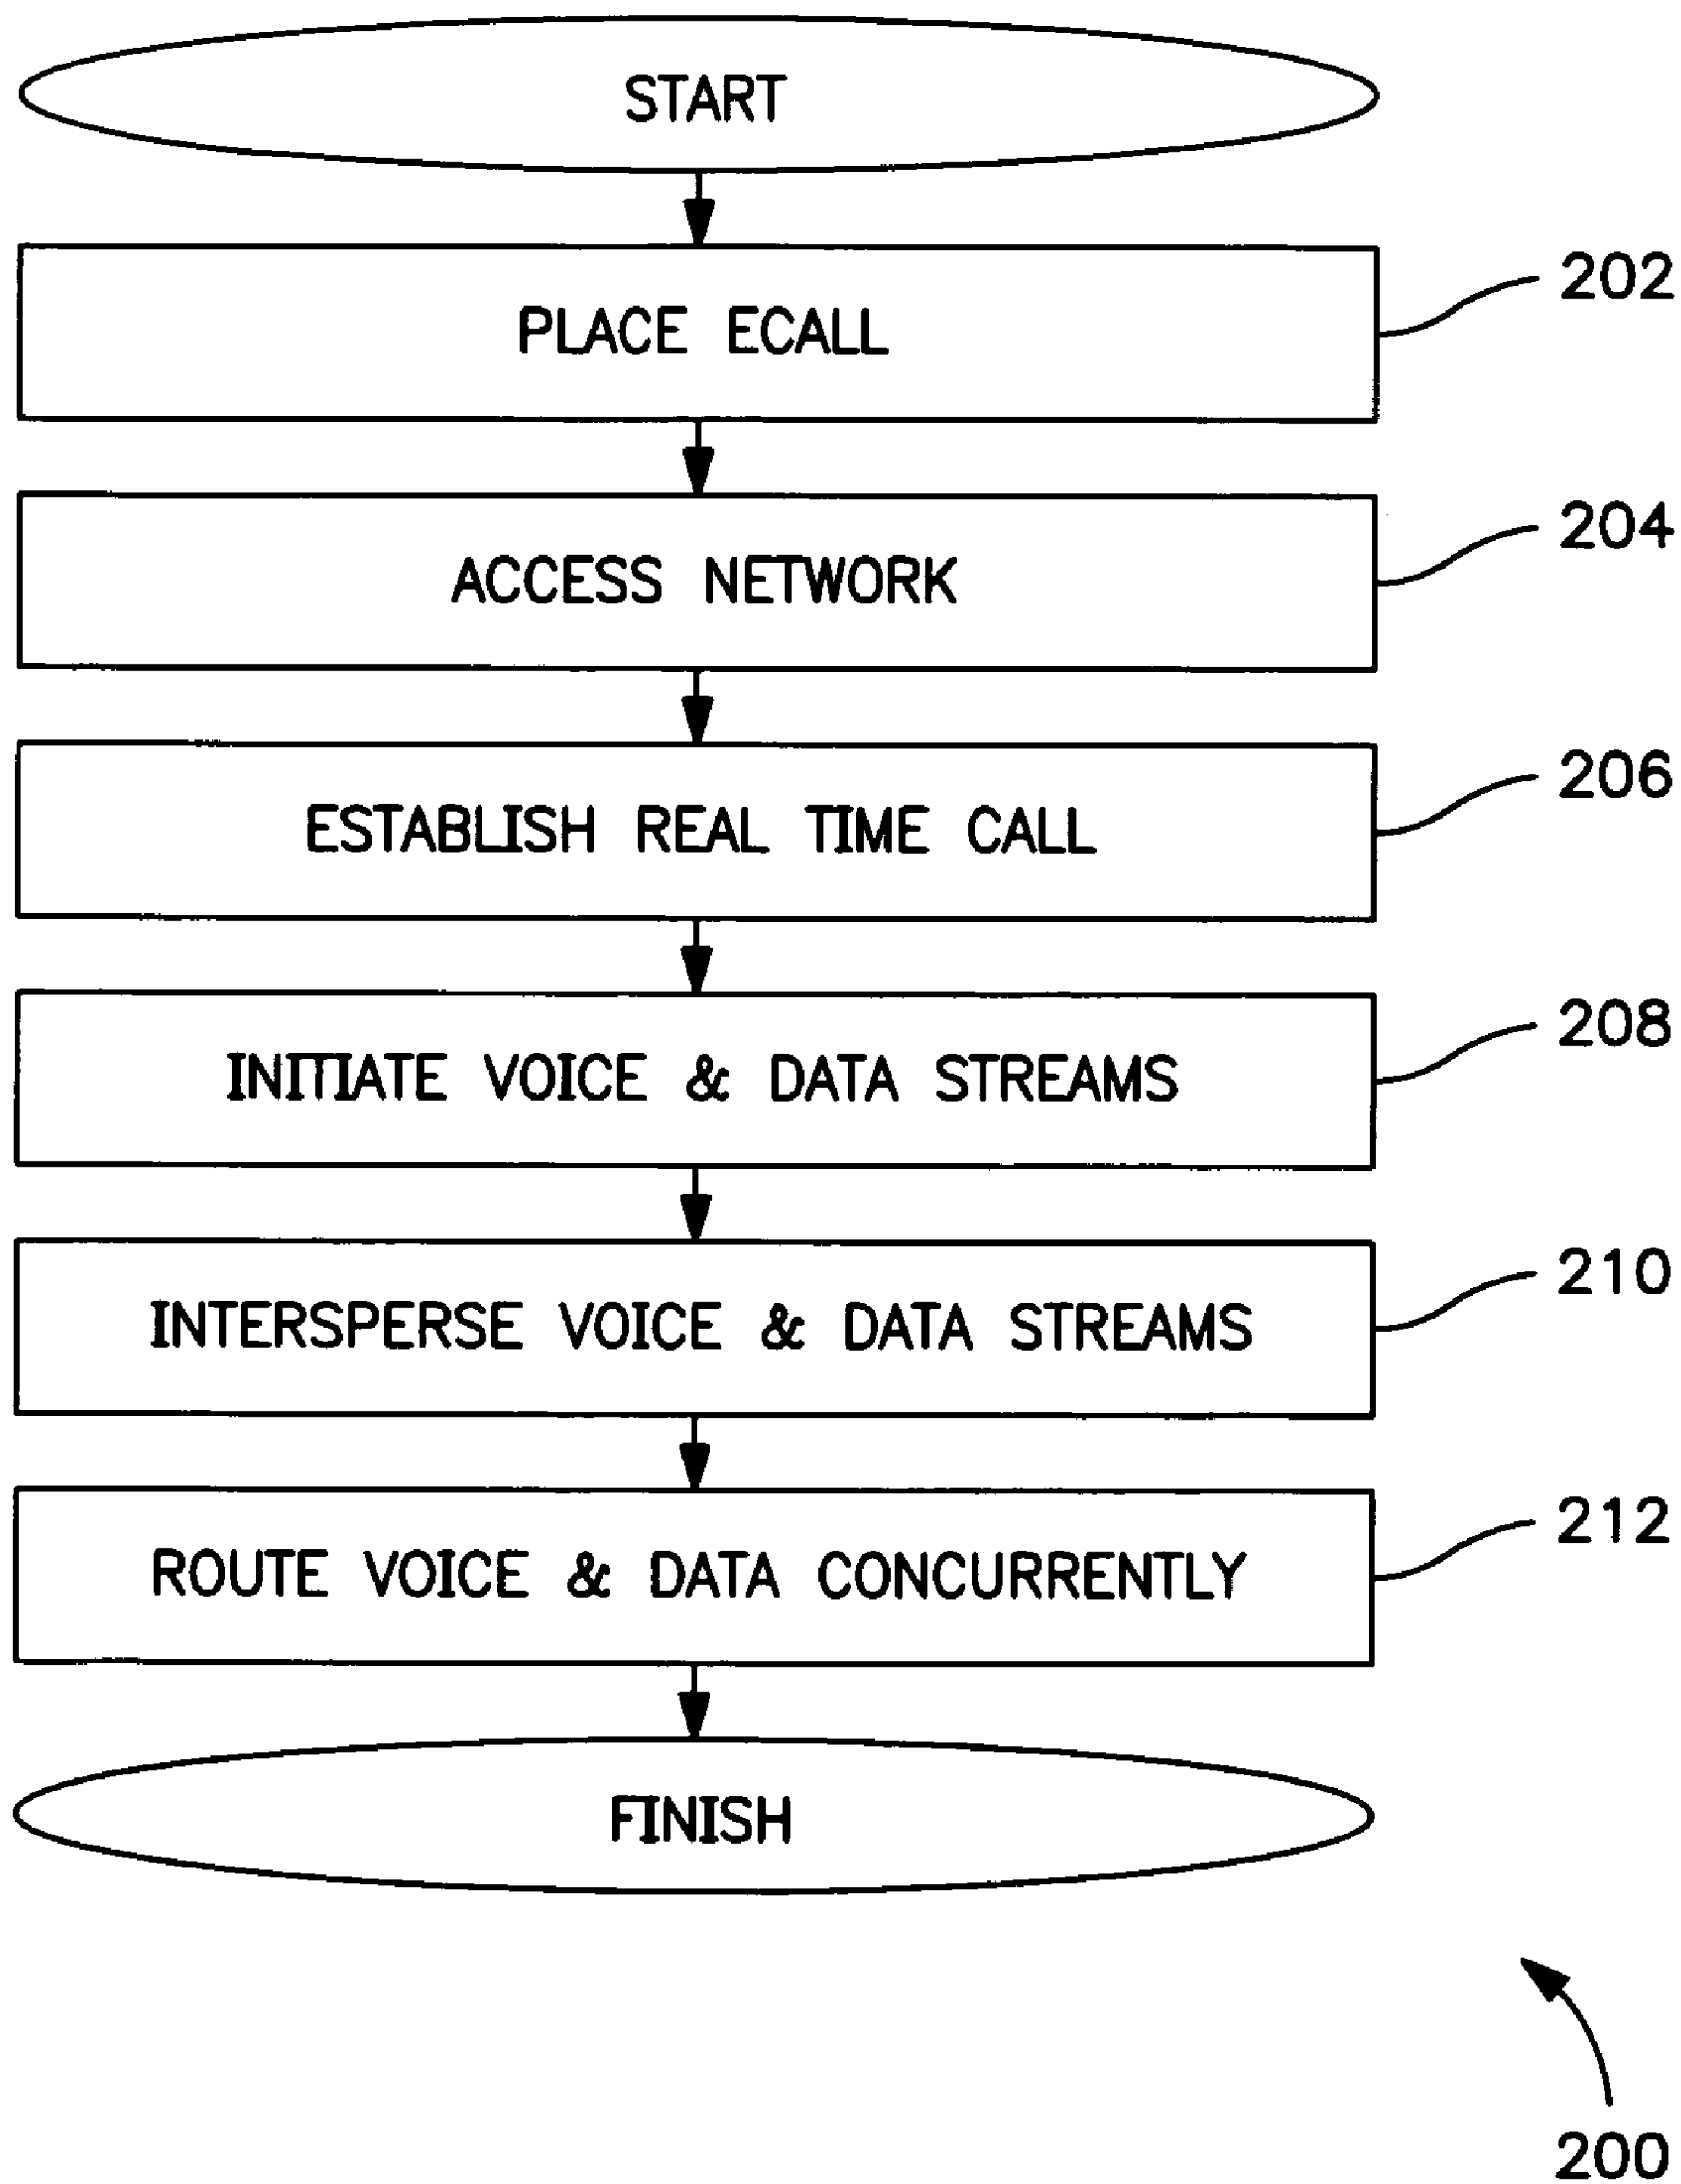 START
PLACE ECALL
202
ACCESS NETWORK
204
ESTABLISH REAL TIME CALL
206
INITIATE VOICE & DATA STREAMS
208
INTERSPERSE VOICE & DATA STREAMS
210
ROUTE VOICE & DATA CONCURRENTLY
212
FINISH
200